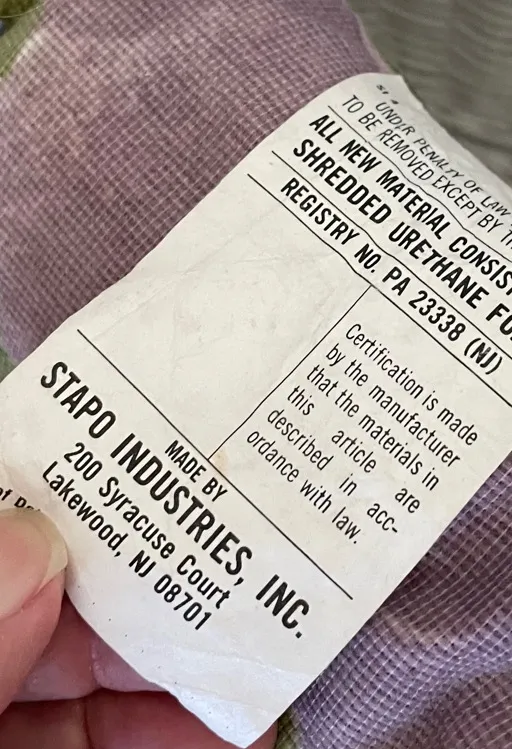 UNDER PENALTY OF LAW
TO BE REMOVED EXCEPT BY
ALL NEW MATERIAL
SHREDDED URETHANE
REGISTRY NO. PA 23338 (NJ)
Certification is made
by the manufacturer
that the materials in
this article are
described in acc-
ordance with law.
MADE BY
STAPO INDUSTRIES, INC.
200 Syracuse Court
Lakewood, NJ 08701